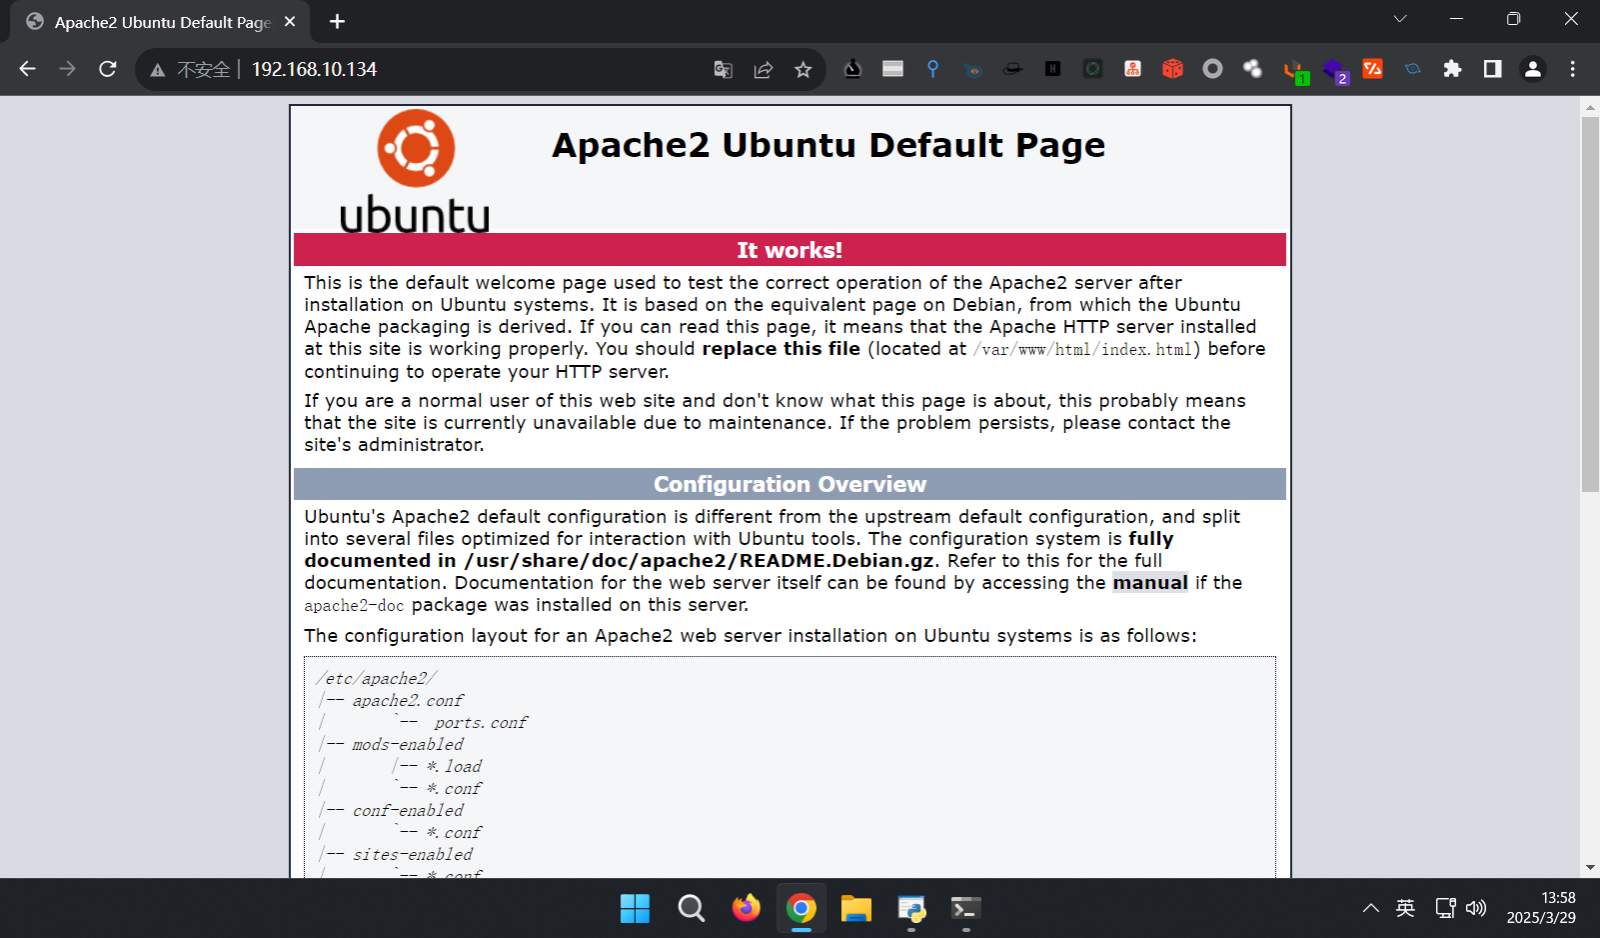 Apache2 Ubuntu Default Page
不安全
192.168.10.134
1
2
ubuntu
Apache2 Ubuntu Default Page
It works!
This is the default welcome page used to test the correct operation of the Apache2 server after
installation on Ubuntu systems. It is based on the equivalent page on Debian, from which the Ubuntu
Apache packaging is derived. If you can read this page, it means that the Apache HTTP server installed
at this site is working properly. You should replace this file (located at /var/www/html/index.html) before
continuing to operate your HTTP server.
If you are a normal user of this web site and don't know what this page is about, this probably means
that the site is currently unavailable due to maintenance. If the problem persists, please contact the
site's administrator.
Configuration Overview
Ubuntu's Apache2 default configuration is different from the upstream default configuration, and split
into several files optimized for interaction with Ubuntu tools. The configuration system is fully
documented in /usr/share/doc/apache2/README.Debian.gz. Refer to this for the full
documentation. Documentation for the web server itself can be found by accessing the manual if the
apache2-doc package was installed on this server.
The configuration layout for an Apache2 web server installation on Ubuntu systems is as follows:
/etc/apache2/
|-- apache2.conf
|       `--  ports.conf
|-- mods-enabled
|       |-- *.load
|       `-- *.conf
|-- conf-enabled
|       `-- *.conf
|-- sites-enabled
|       `-- *.conf
英
13:58
2025/3/29